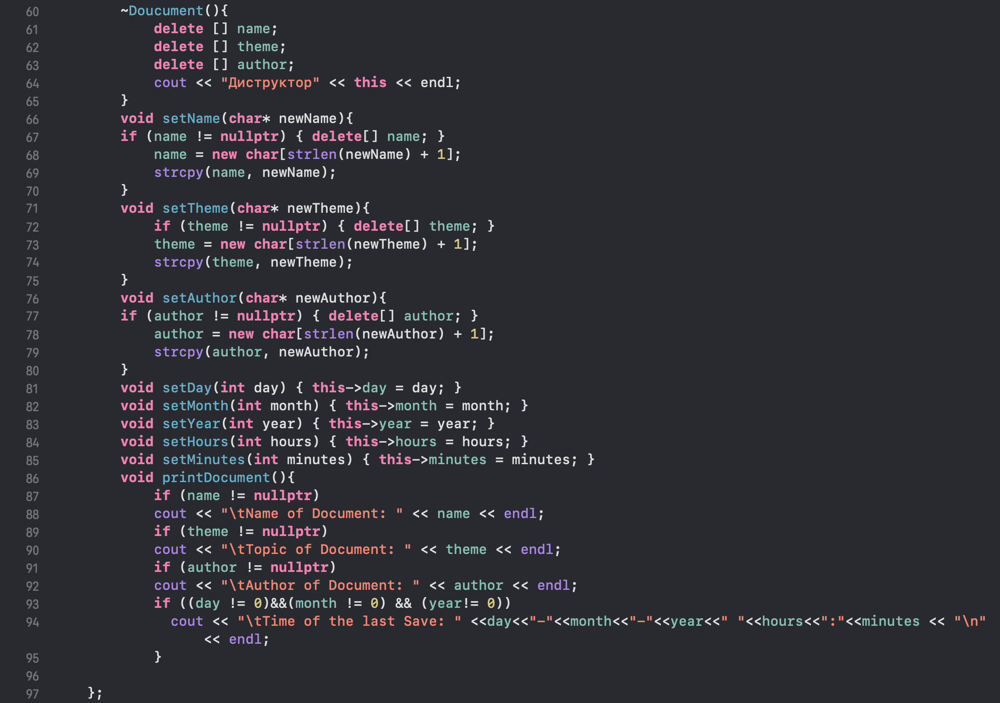 60 ~Doucument(){
61 delete [] name;
62 delete [] theme;
63 delete [] author;
64 cout << "Диструктор" << this << endl;
65 }
66 void setName(char* newName){
67 if (name != nullptr) { delete[] name; }
68 name = new char[strlen(newName) + 1];
69 strcpy(name, newName);
70 }
71 void setTheme(char* newTheme){
72 if (theme != nullptr) { delete[] theme; }
73 theme = new char[strlen(newTheme) + 1];
74 strcpy(theme, newTheme);
75 }
76 void setAuthor(char* newAuthor){
77 if (author != nullptr) { delete[] author; }
78 author = new char[strlen(newAuthor) + 1];
79 strcpy(author, newAuthor);
80 }
81 void setDay(int day) { this->day = day; }
82 void setMonth(int month) { this->month = month; }
83 void setYear(int year) { this->year = year; }
84 void setHours(int hours) { this->hours = hours; }
85 void setMinutes(int minutes) { this->minutes = minutes; }
86 void printDocument(){
87 if (name != nullptr)
88 cout << "\tName of Document: " << name << endl;
89 if (theme != nullptr)
90 cout << "\tTopic of Document: " << theme << endl;
91 if (author != nullptr)
92 cout << "\tAuthor of Document: " << author << endl;
93 if ((day != 0)&&(month != 0) && (year!= 0))
94 cout << "\tTime of the last Save: " <<day<<"-"<<month<<"-"<<year<<" "<<hours<<":"<<minutes << "\n"
<< endl;
95 }
96
97 };